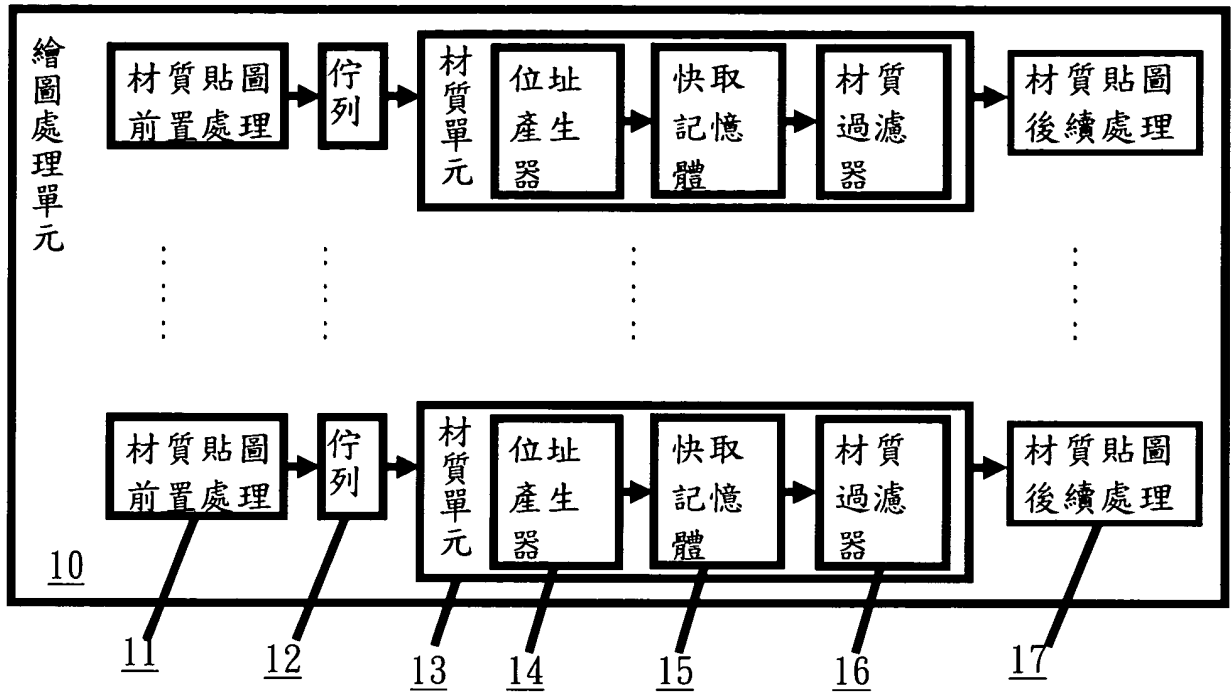 繪圖處理單元
材質貼圖
前置處理
佇列
材質單元
位址
產生
器
快取
記憶
體
材質
過濾
器
材質貼圖
後續處理
材質貼圖
前置處理
佇列
材質單元
位址
產生
器
快取
記憶
體
材質
過濾
器
材質貼圖
後續處理
10
11
12
13
14
15
16
17